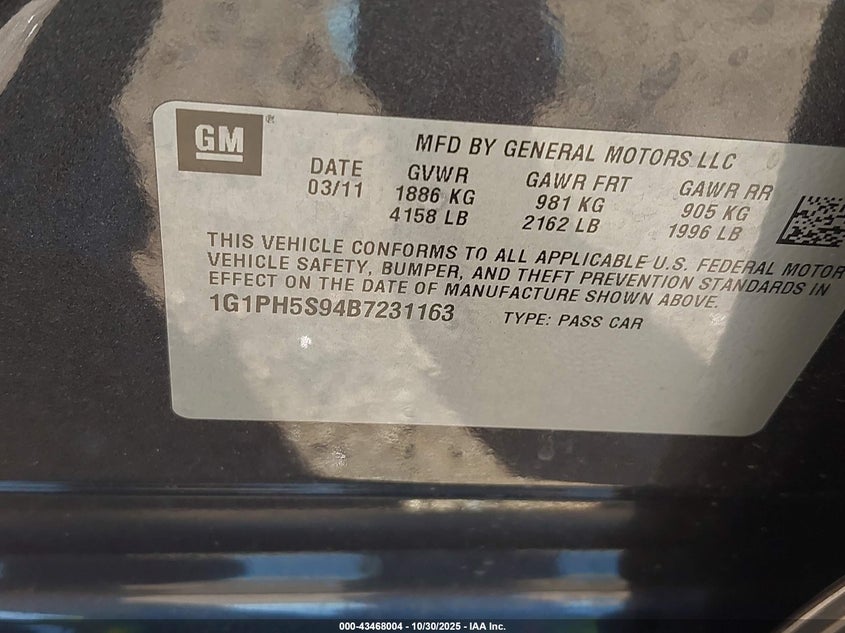 GM®
MFD BY GENERAL MOTORS LLC
DATE GVWR GAWR FRT GAWR RR
03/11 1886 KG 981 KG 905 KG
4158 LB 2162 LB 1996 LB
THIS VEHICLE CONFORMS TO ALL APPLICABLE U.S. FEDERAL MOTOR
VEHICLE SAFETY, BUMPER, AND THEFT PREVENTION STANDARDS IN
EFFECT ON THE DATE OF MANUFACTURE SHOWN ABOVE.
1G1PH5S94B7231163 TYPE: PASS CAR
000-43468004 - 10/30/2025 - IAA Inc.